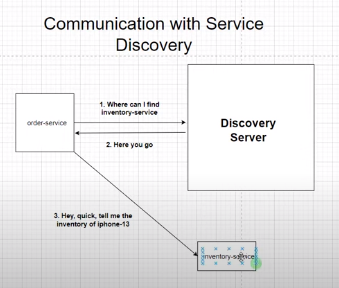 Communication with Service
Discovery
order-service
1. Where can I find
inventory-service
2. Here you go
Discovery
Server
3. Hey, quick, tell me the
inventory of iphone-13
inventory-service